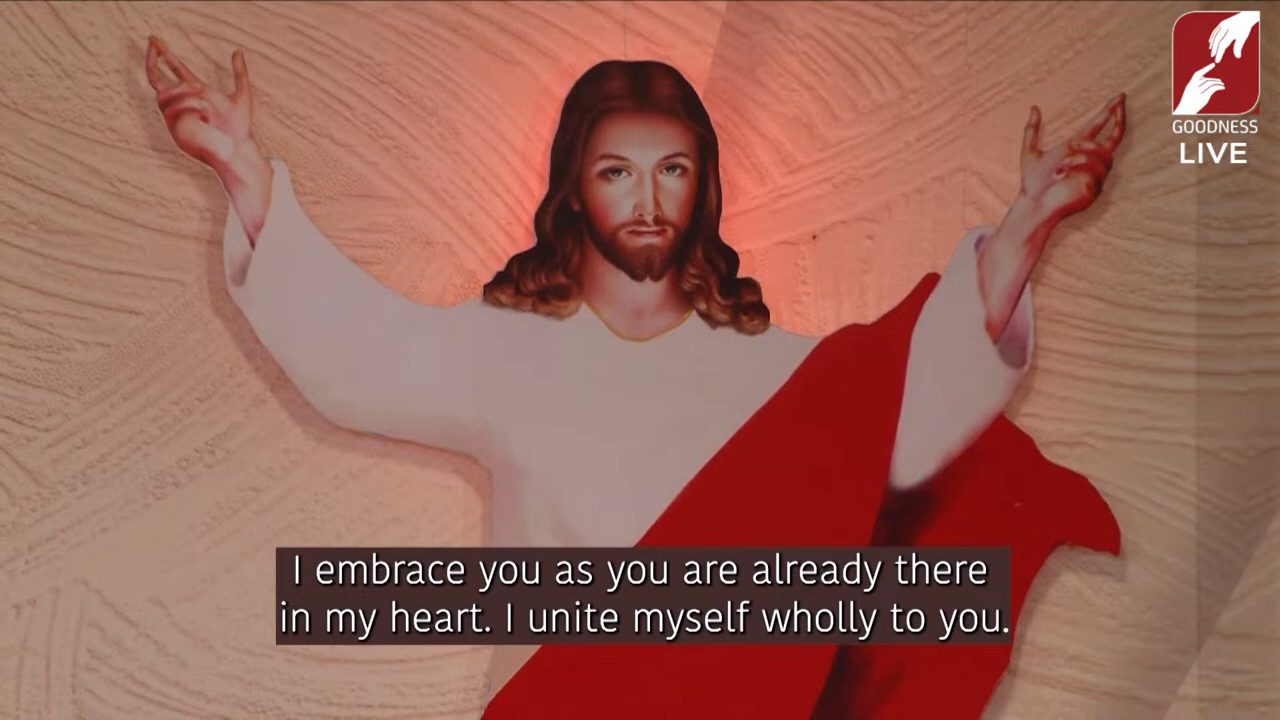 GOODNESS
LIVE
I embrace you as you are already there
in my heart. I unite myself wholly to you.